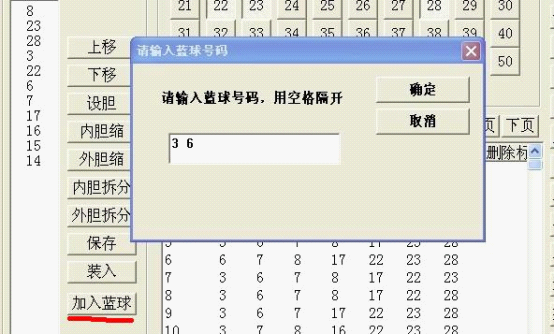 8
23
28
3
22
6
7
17
16
15
14
上移
下移
设胆
内胆缩
外胆缩
内胆拆分
外胆拆分
保存
装入
加入蓝球
21 22 23 24 25 26 27 28 29 30
31 32 33 34 35 36 37 38 39 40
50
请输入蓝球号码
请输入蓝球号码，用空格隔开
确定
取消
3 6
下页
删除标
5 3 6 7 8 17 23 28
6 6 7 8 17 22 23 28
7 3 6 7 8 17 22 23
8 3 6 7 8 17 22 28
9 3 6 7 17 22 23 28
10 3 7 8 16 22 23 28